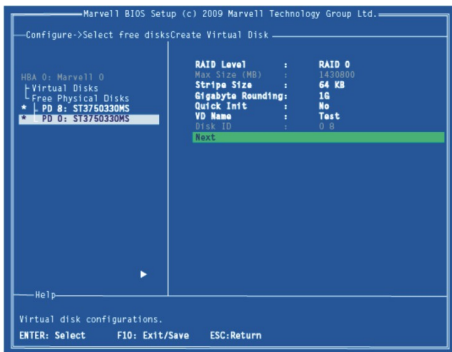 Marvell BIOS Setup (c) 2009 Marvell Technology Group Ltd.
Configure->Select free disksCreate Virtual Disk
HBA 0: Marvell 0
Virtual Disks
Free Physical Disks
* PD 8: ST3750330MS
* PD 0: ST3750330MS
RAID Level : RAID 0
Max Size (MB) : 1430800
Stripe Size : 64 KB
Gigabyte Rounding: 1G
Quick Init : No
VD Name : Test
Disk ID : 0 8
Next
Help
Virtual disk configurations.
ENTER: Select F10: Exit/Save ESC:Return